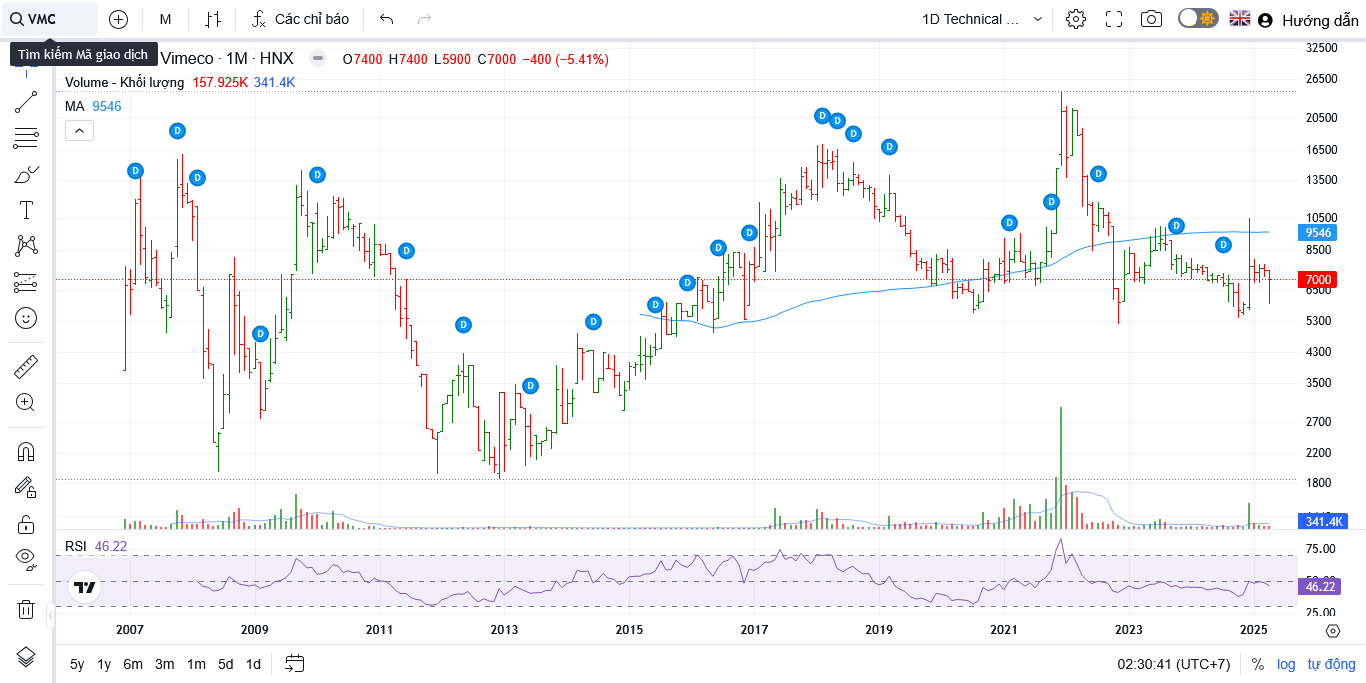 VMC
M
Các chỉ báo
1D Technical ...
Hướng dẫn
Tìm kiếm Mã giao dịch
Vimeco · 1M · HNX
O7400 H7400 L5900 C7000 −400 (−5.41%)
Volume - Khối lượng 157.925K 341.4K
MA 9546
D D D D D D D D D D D D D D D D D D D D D D
32500
26500
20500
16500
13500
10500
9546
8500
7000
6500
5300
4300
3500
2700
2200
1800
341.4K
RSI 46.22
75.00
50.00
46.22
25.00
2007 2009 2011 2013 2015 2017 2019 2021 2023 2025
5y 1y 6m 3m 1m 5d 1d
02:30:41 (UTC+7)
% log tự động